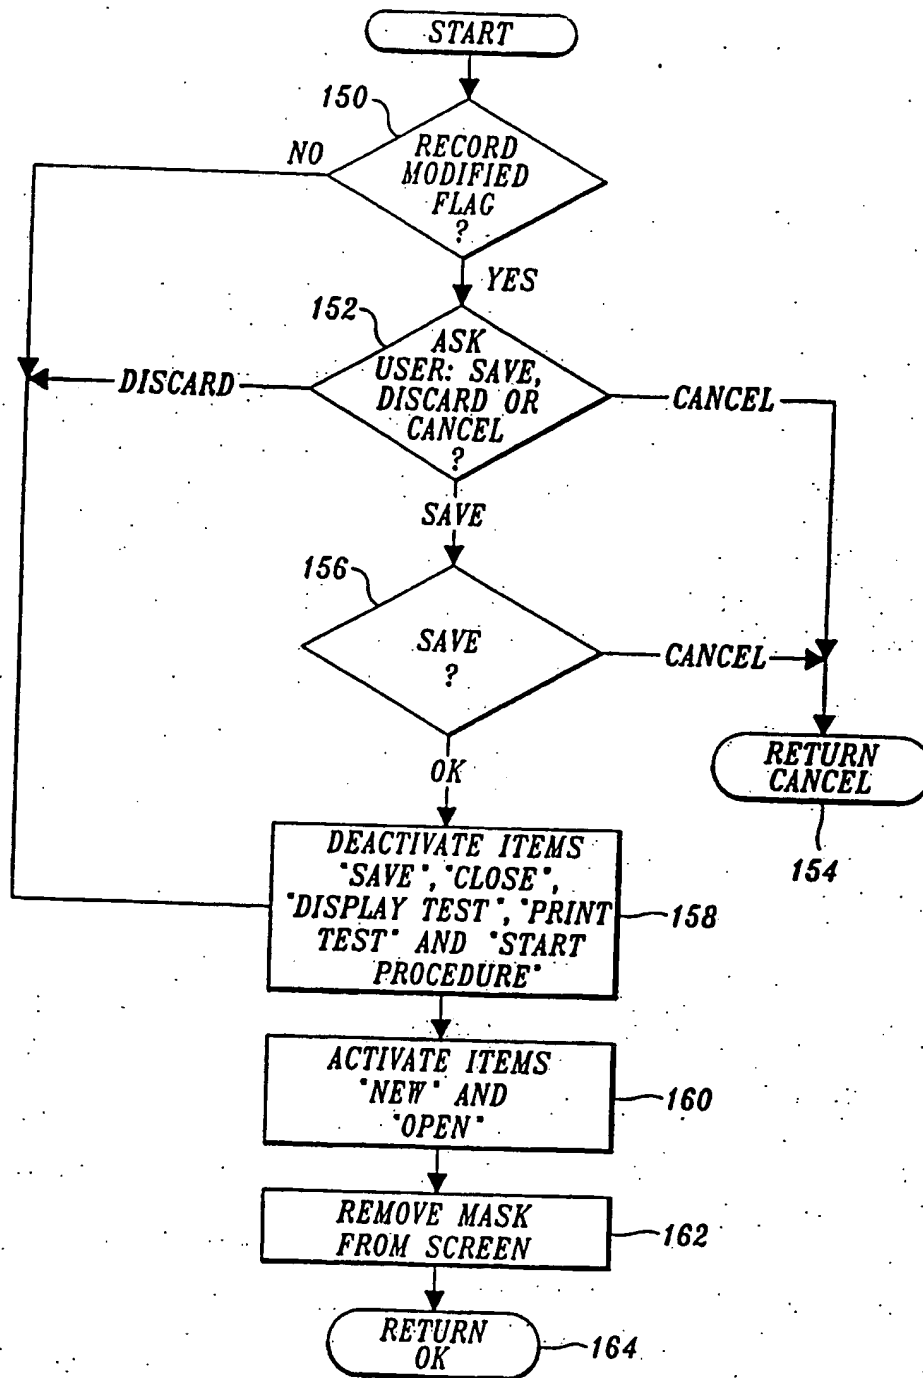 START
150
RECORD
MODIFIED
FLAG
?
NO
YES
152
ASK
USER: SAVE,
DISCARD OR
CANCEL
?
DISCARD
CANCEL
SAVE
156
SAVE
?
CANCEL
RETURN
CANCEL
154
OK
DEACTIVATE ITEMS
"SAVE", "CLOSE",
"DISPLAY TEST", "PRINT
TEST" AND "START
PROCEDURE"
158
ACTIVATE ITEMS
"NEW" AND
"OPEN"
160
REMOVE MASK
FROM SCREEN
162
RETURN
OK
164